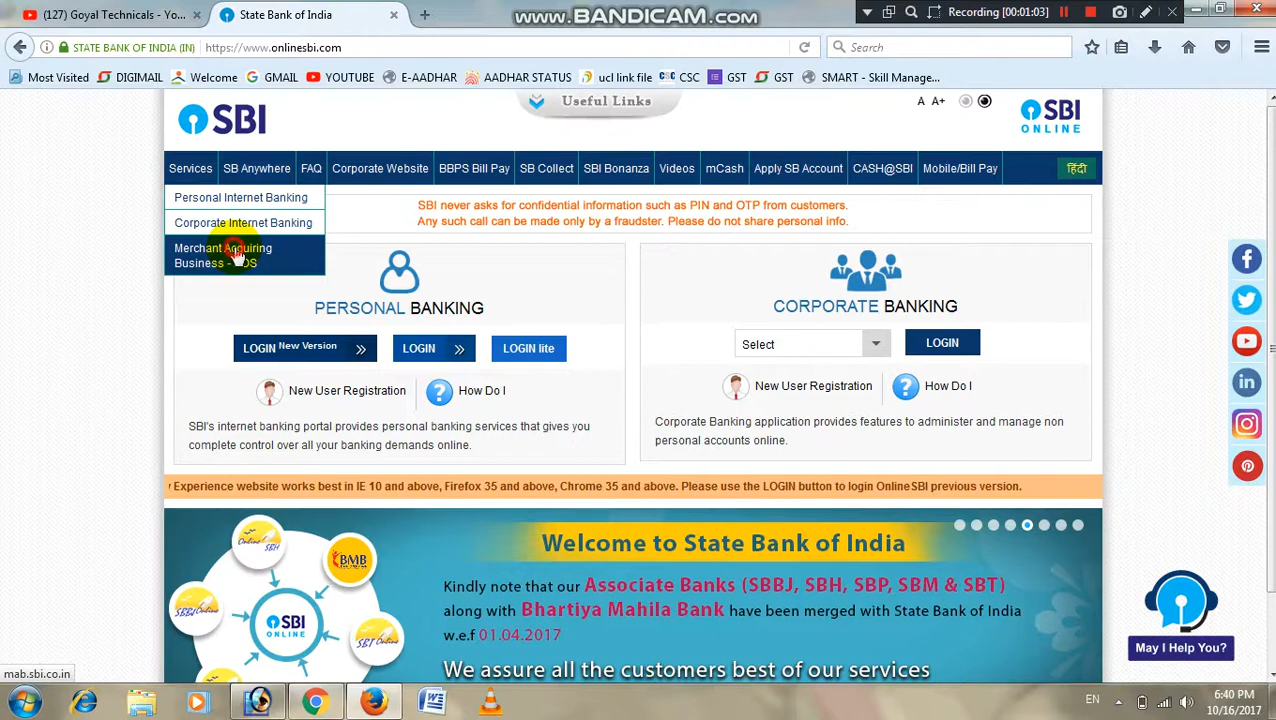 (127) Goyal Technicals - Yo...
State Bank of India
www.BANDICAM.com
Recording [00:01:03]
STATE BANK OF INDIA (IN)
https://www.onlinesbi.com
Search
Most Visited DIGIMAIL Welcome GMAIL YOUTUBE E-AADHAR AADHAR STATUS ucl link file CSC CSC GST GST SMART - Skill Manage...
Useful Links
A A+
SBI
SBI
ONLINE
Services SB Anywhere FAQ Corporate Website BBPS Bill Pay SB Collect SBI Bonanza Videos mCash Apply SB Account CASH@SBI Mobile/Bill Pay हिंदी
Personal Internet Banking
Corporate Internet Banking
Merchant Acquiring
Business -
SBI never asks for confidential information such as PIN and OTP from customers.
Any such call can be made only by a fraudster. Please do not share personal info.
PERSONAL BANKING
LOGIN New Version
LOGIN
LOGIN lite
New User Registration
How Do I
SBI's internet banking portal provides personal banking services that gives you
complete control over all your banking demands online.
CORPORATE BANKING
Select
LOGIN
New User Registration
How Do I
Corporate Banking application provides features to administer and manage non
personal accounts online.
Experience website works best in IE 10 and above, Firefox 35 and above, Chrome 35 and above. Please use the LOGIN button to login OnlineSBI previous version.
Online SBH
BMB
SBBJ
SBI
ONLINE
SBT Online
Welcome to State Bank of India
Kindly note that our Associate Banks (SBBJ, SBH, SBP, SBM & SBT)
along with Bhartiya Mahila Bank have been merged with State Bank of India
w.e.f 01.04.2017
We assure all the customers best of our services
May I Help You?
mab.sbi.co.in
EN
6:40 PM
10/16/2017